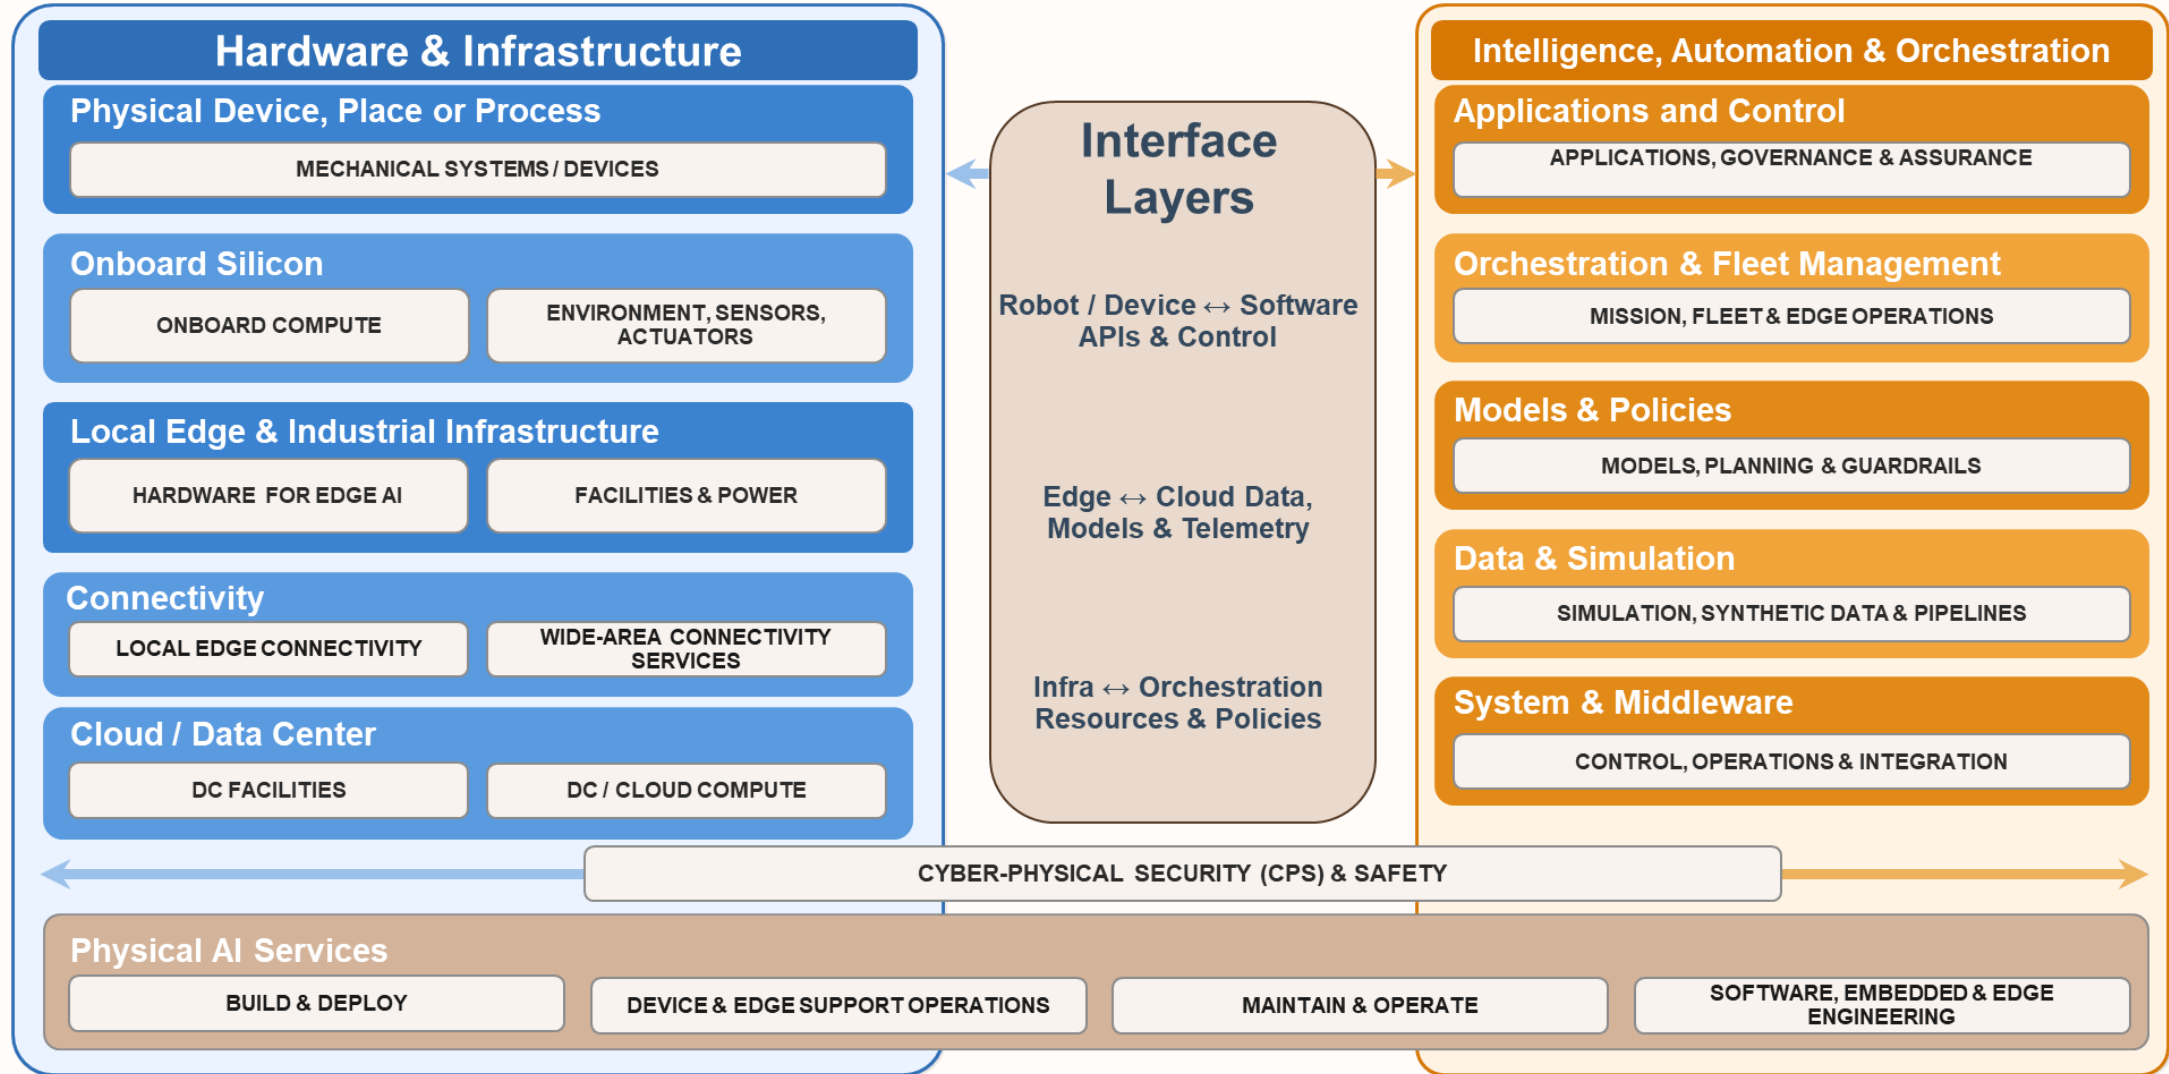 Hardware & Infrastructure
Physical Device, Place or Process
MECHANICAL SYSTEMS / DEVICES
Onboard Silicon
ONBOARD COMPUTE
ENVIRONMENT, SENSORS,
ACTUATORS
Local Edge & Industrial Infrastructure
HARDWARE FOR EDGE AI
FACILITIES & POWER
Connectivity
LOCAL EDGE CONNECTIVITY
WIDE-AREA CONNECTIVITY
SERVICES
Cloud / Data Center
DC FACILITIES
DC / CLOUD COMPUTE
Interface
Layers
Robot / Device ↔ Software
APIs & Control
Edge ↔ Cloud Data,
Models & Telemetry
Infra ↔ Orchestration
Resources & Policies
Intelligence, Automation & Orchestration
Applications and Control
APPLICATIONS, GOVERNANCE & ASSURANCE
Orchestration & Fleet Management
MISSION, FLEET & EDGE OPERATIONS
Models & Policies
MODELS, PLANNING & GUARDRAILS
Data & Simulation
SIMULATION, SYNTHETIC DATA & PIPELINES
System & Middleware
CONTROL, OPERATIONS & INTEGRATION
CYBER-PHYSICAL SECURITY (CPS) & SAFETY
Physical AI Services
BUILD & DEPLOY
DEVICE & EDGE SUPPORT OPERATIONS
MAINTAIN & OPERATE
SOFTWARE, EMBEDDED & EDGE
ENGINEERING